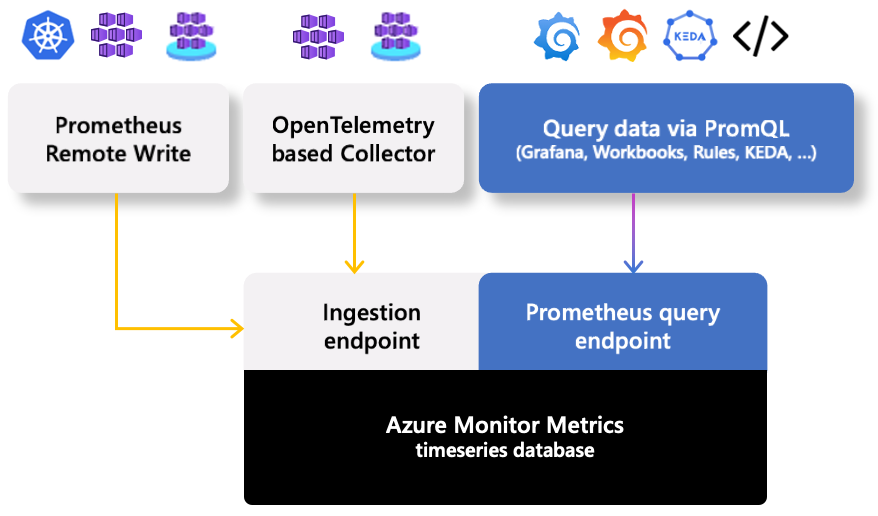 KEDA
</>
Prometheus
Remote Write
OpenTelemetry
based Collector
Query data via PromQL
(Grafana, Workbooks, Rules, KEDA, ...)
Ingestion
endpoint
Prometheus query
endpoint
Azure Monitor Metrics
timeseries database